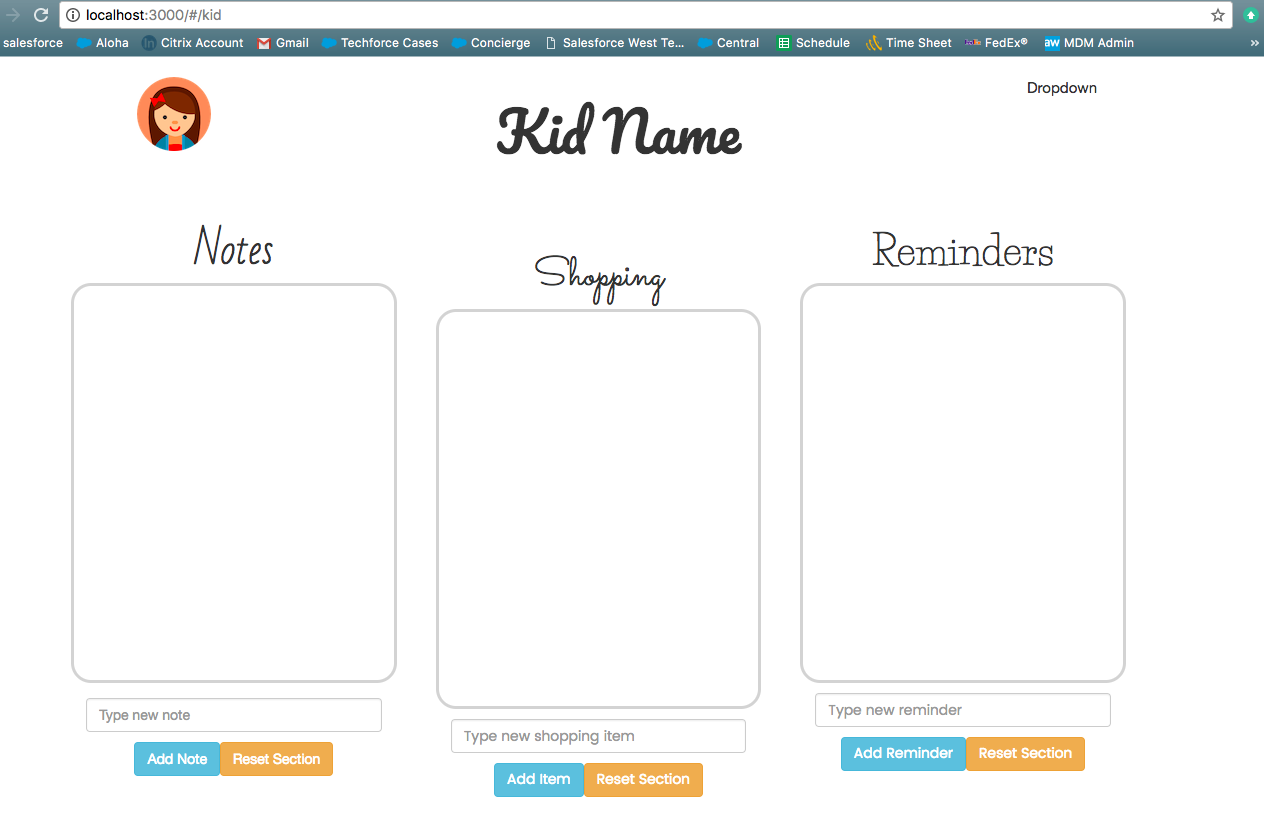 localhost:3000/#/kid
salesforce Aloha in Citrix Account Gmail Techforce Cases Concierge Salesforce West Te... Central Schedule Time Sheet FedEx® aw MDM Admin »
Dropdown
Kid Name
Notes
Shopping
Reminders
Type new note
Add Note Reset Section
Type new shopping item
Add Item Reset Section
Type new reminder
Add Reminder Reset Section